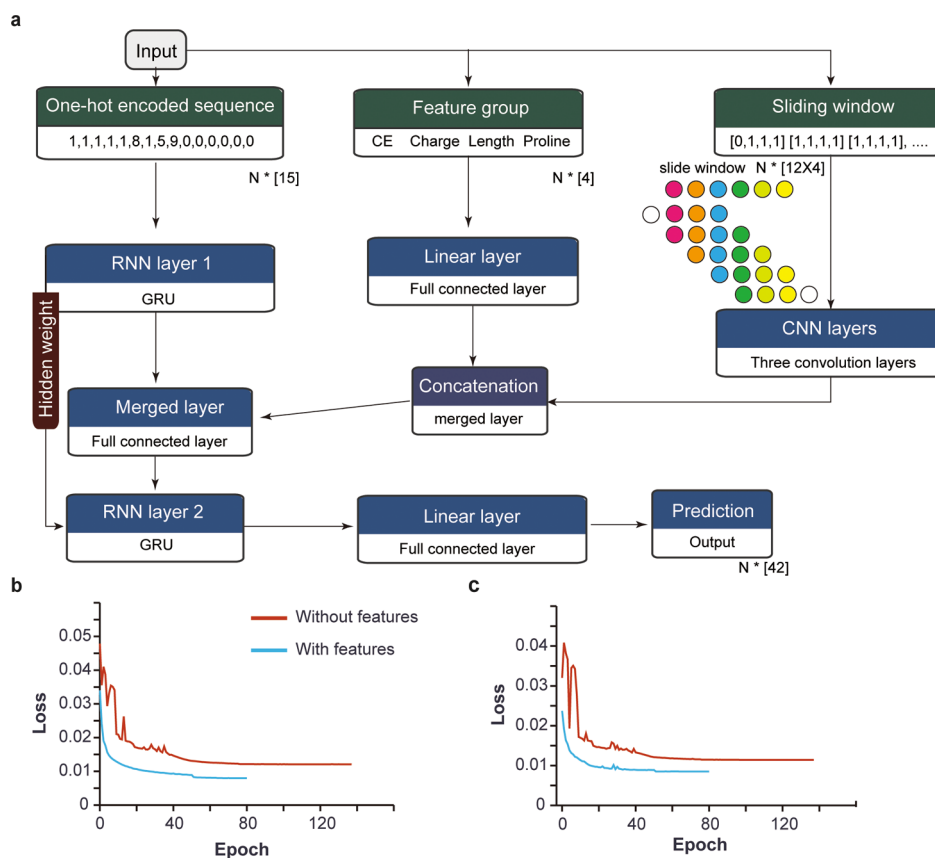 a
Input
One-hot encoded sequence
1,1,1,1,1,8,1,5,9,0,0,0,0,0,0
N * [15]
Feature group
CE Charge Length Proline
N * [4]
Sliding window
[0,1,1,1] [1,1,1,1] [1,1,1,1], ....
slide window N * [12X4]
RNN layer 1
GRU
Linear layer
Full connected layer
CNN layers
Three convolution layers
Hidden weight
Concatenation
merged layer
Merged layer
Full connected layer
RNN layer 2
GRU
Linear layer
Full connected layer
Prediction
Output
N * [42]
b
Without features
With features
0.05
0.04
0.03
0.02
0.01
0
Loss
0 40 80 120
Epoch
c
0.04
0.03
0.02
0.01
0
Loss
0 40 80 120
Epoch